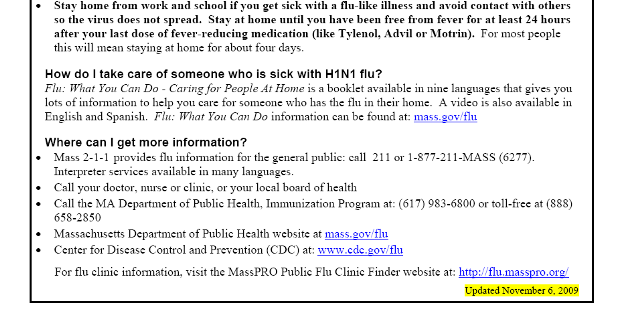 • Stay home from work and school if you get sick with a flu-like illness and avoid contact with others
so the virus does not spread. Stay at home until you have been free from fever for at least 24 hours
after your last dose of fever-reducing medication (like Tylenol, Advil or Motrin). For most people
this will mean staying at home for about four days.
How do I take care of someone who is sick with H1N1 flu?
Flu: What You Can Do - Caring for People At Home is a booklet available in nine languages that gives you
lots of information to help you care for someone who has the flu in their home. A video is also available in
English and Spanish. Flu: What You Can Do information can be found at: mass.gov/flu
Where can I get more information?
• Mass 2-1-1 provides flu information for the general public: call 211 or 1-877-211-MASS (6277).
Interpreter services available in many languages.
• Call your doctor, nurse or clinic, or your local board of health
• Call the MA Department of Public Health, Immunization Program at: (617) 983-6800 or toll-free at (888)
658-2850
• Massachusetts Department of Public Health website at mass.gov/flu
• Center for Disease Control and Prevention (CDC) at: www.cdc.gov/flu
For flu clinic information, visit the MassPRO Public Flu Clinic Finder website at: http://flu.masspro.org/
Updated November 6, 2009